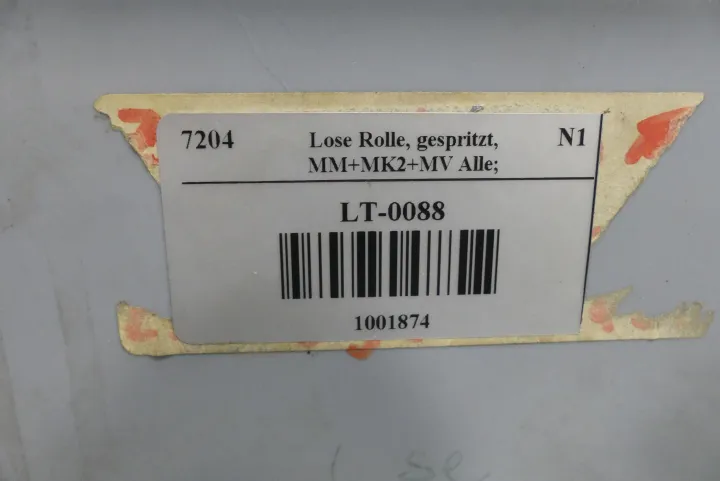 7204 Lose Rolle, gespritzt, N1
MM+MK2+MV Alle;
LT-0088
1001874